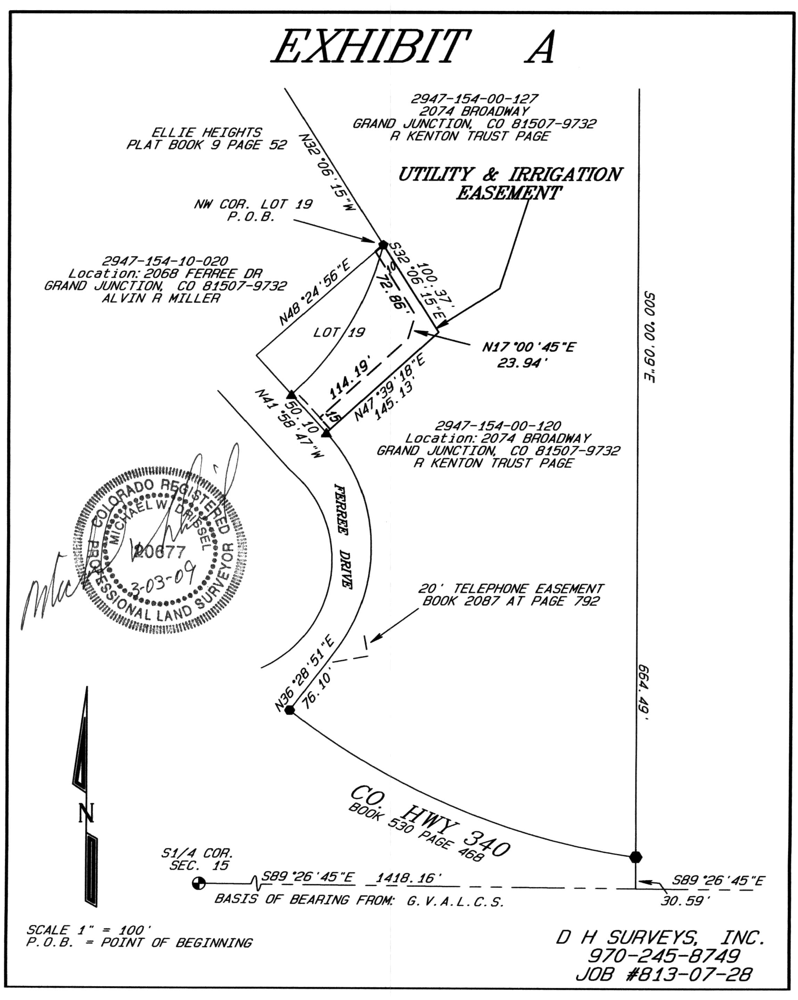 EXHIBIT A
2947-154-00-127
2074 BROADWAY
GRAND JUNCTION, CO 81507-9732
R KENTON TRUST PAGE
ELLIE HEIGHTS
PLAT BOOK 9 PAGE 52
N32°06'15"W
UTILITY & IRRIGATION
EASEMENT
NW COR. LOT 19
P.O.B.
2947-154-10-020
Location: 2068 FERREE DR
GRAND JUNCTION, CO 81507-9732
ALVIN R MILLER
N48°24'56"E
100.37'
S32°06'15"E
10
72.86'
LOT 19
N17°00'45"E
23.94'
S00°00'09"E
114.19'
N47°39'18"E
145.13'
15
50.10
N41°58'47"W
2947-154-00-120
Location: 2074 BROADWAY
GRAND JUNCTION, CO 81507-9732
R KENTON TRUST PAGE
FERREE DRIVE
COLORADO REGISTERED
MICHAEL W. DRISSEL
20677
3-03-09
PROFESSIONAL LAND SURVEYOR
20' TELEPHONE EASEMENT
BOOK 2087 AT PAGE 792
N36°28'51"E
76.10'
664.49'
CO. HWY 340
BOOK 530 PAGE 468
N
S1/4 COR.
SEC. 15
S89°26'45"E 1418.16'
S89°26'45"E
30.59'
BASIS OF BEARING FROM: G.V.A.L.C.S.
SCALE 1" = 100'
P.O.B. = POINT OF BEGINNING
D H SURVEYS, INC.
970-245-8749
JOB #813-07-28